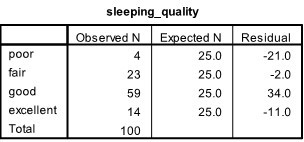 sleeping_quality
Observed N Expected N Residual
poor 4 25.0 -21.0
fair 23 25.0 -2.0
good 59 25.0 34.0
excellent 14 25.0 -11.0
Total 100